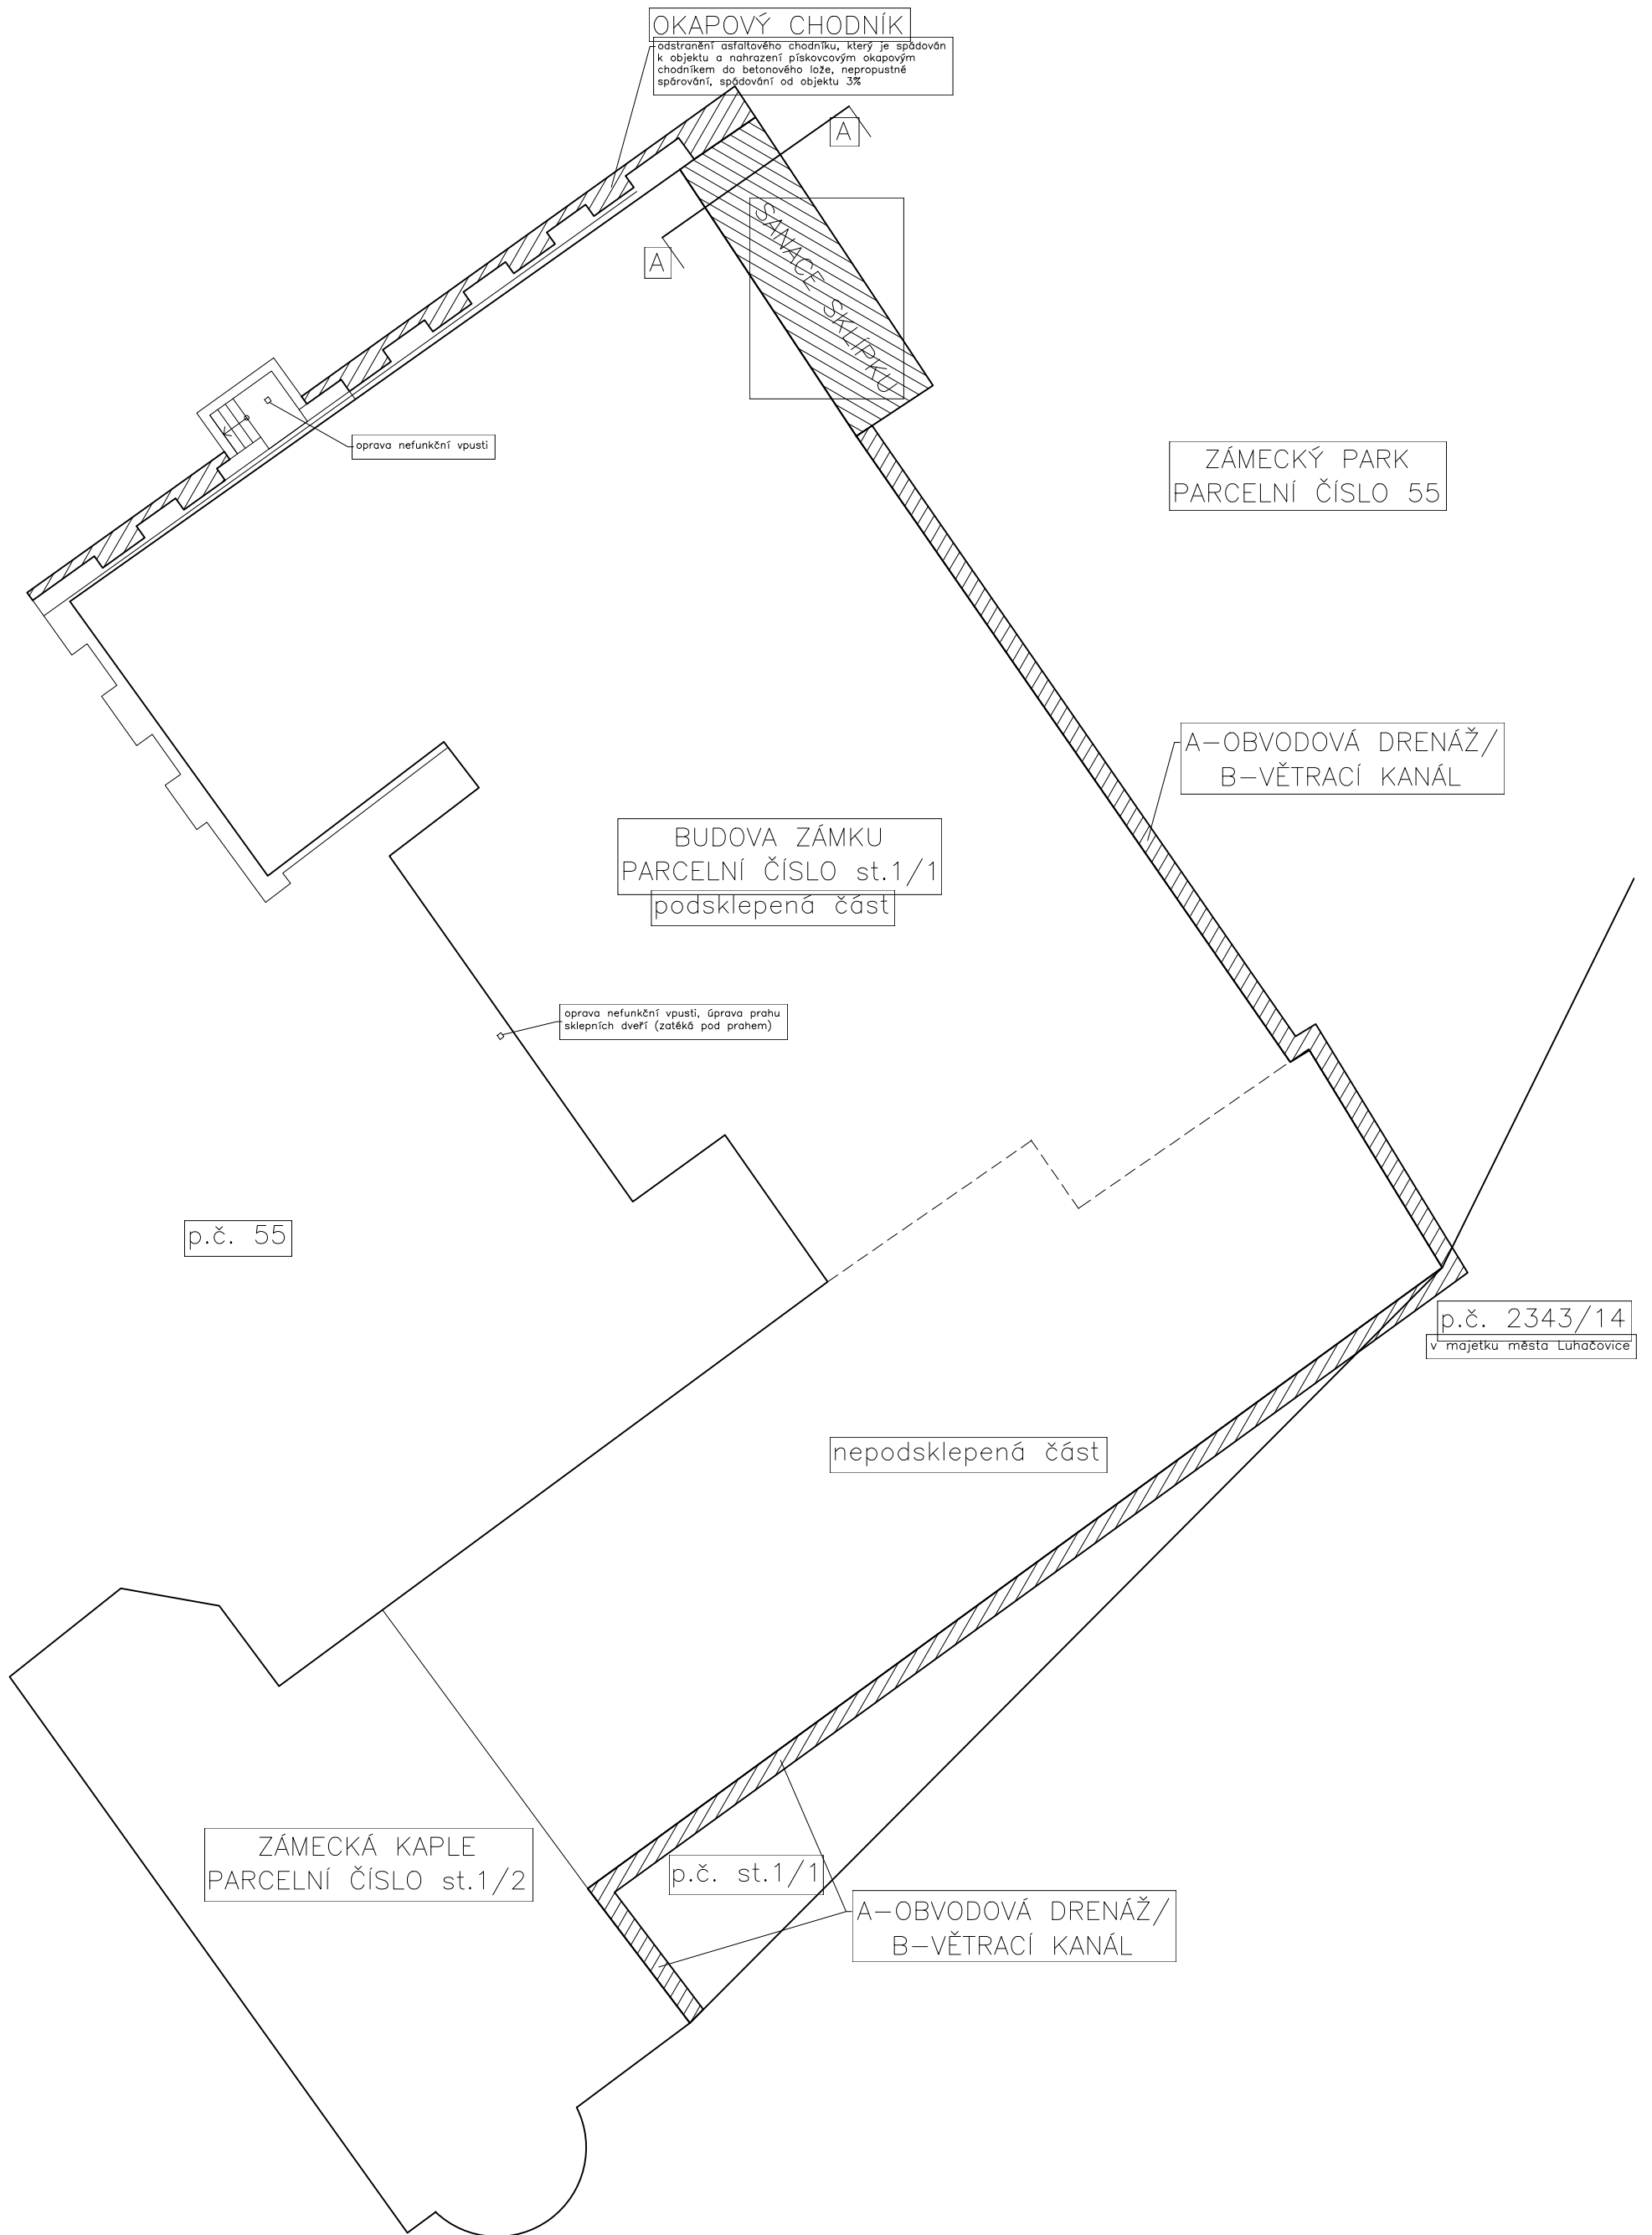 OKAPOVÝ CHODNÍK
odstranění asfaltového chodníku, který je spádován
k objektu a nahrazení pískovcovým okapovým
chodníkem do betonového lože, nepropustné
spárování, spádování od objektu 3%
A
A
SANACE SKLÍPKU
oprava nefunkční vpusti
ZÁMECKÝ PARK
PARCELNÍ ČÍSLO 55
A-OBVODOVÁ DRENÁŽ/
B-VĚTRACÍ KANÁL
BUDOVA ZÁMKU
PARCELNÍ ČÍSLO st.1/1
podsklepená část
oprava nefunkční vpusti, úprava prahu
sklepních dveří (zatéká pod prahem)
p.č. 55
p.č. 2343/14
v majetku města Luhačovice
nepodsklepená část
ZÁMECKÁ KAPLE
PARCELNÍ ČÍSLO st.1/2
p.č. st.1/1
A-OBVODOVÁ DRENÁŽ/
B-VĚTRACÍ KANÁL